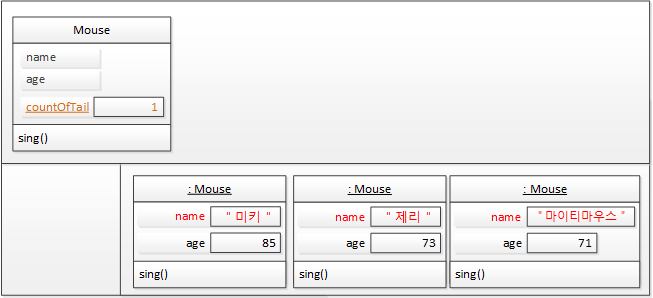 Mouse
name
age
countOfTail 1
sing()
: Mouse
name " 미키 "
age 85
sing()
: Mouse
name " 제리 "
age 73
sing()
: Mouse
name " 마이티마우스 "
age 71
sing()